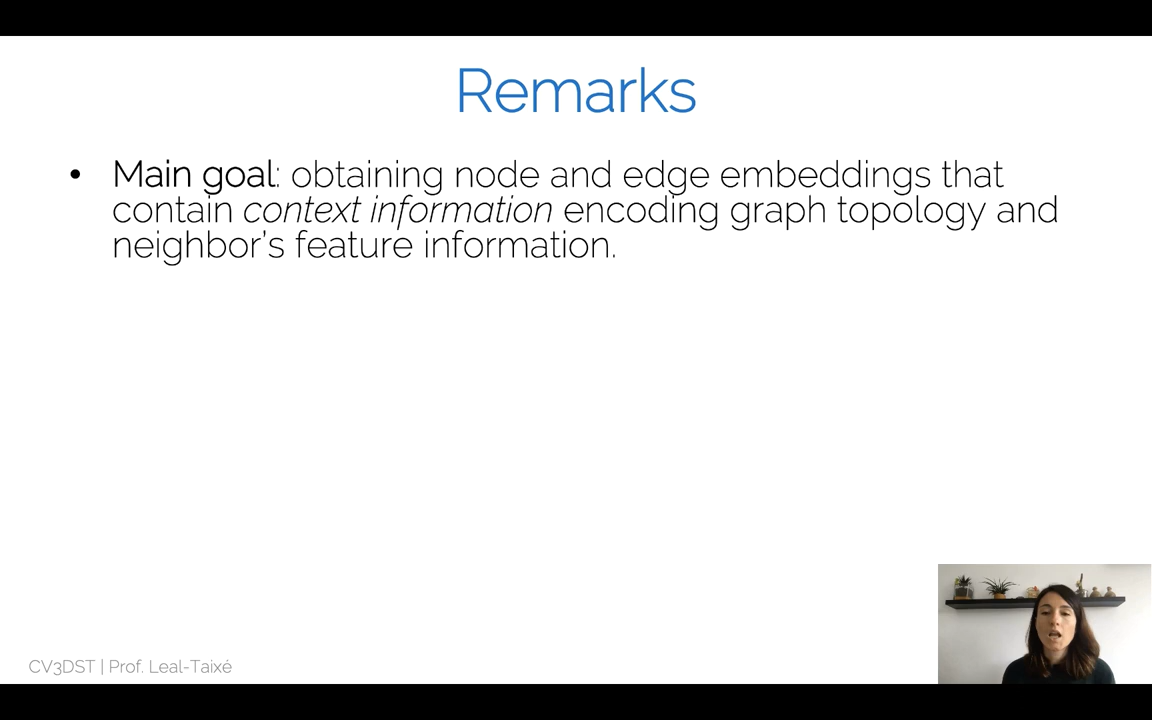 Remarks
• Main goal: obtaining node and edge embeddings that
contain context information encoding graph topology and
neighbor's feature information.
CV3DST | Prof. Leal-Taixé